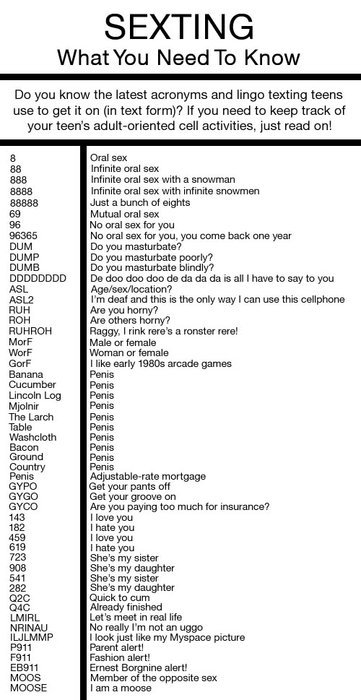 SEXTING
What You Need To Know
Do you know the latest acronyms and lingo texting teens
use to get it on (in text form)? If you need to keep track of
your teen's adult-oriented cell activities, just read on!
8 Oral sex
88 Infinite oral sex
888 Infinite oral sex with a snowman
8888 Infinite oral sex with infinite snowmen
88888 Just a bunch of eights
69 Mutual oral sex
96 No oral sex for you
96365 No oral sex for you, you come back one year
DUM Do you masturbate?
DUMP Do you masturbate poorly?
DUMB Do you masturbate blindly?
DDDDDDDD De doo doo doo de da da da is all I have to say to you
ASL Age/sex/location?
ASL2 I'm deaf and this is the only way I can use this cellphone
RUH Are you horny?
ROH Are others horny?
RUHROH Raggy, I rink rere's a ronster rere!
MorF Male or female
WorF Woman or female
GorF I like early 1980s arcade games
Banana Penis
Cucumber Penis
Lincoln Log Penis
Mjolnir Penis
The Larch Penis
Table Penis
Washcloth Penis
Bacon Penis
Ground Penis
Country Penis
Penis Adjustable-rate mortgage
GYPO Get your pants off
GYGO Get your groove on
GYCO Are you paying too much for insurance?
143 I love you
182 I hate you
459 I love you
619 I hate you
723 She's my sister
908 She's my daughter
541 She's my sister
282 She's my daughter
Q2C Quick to cum
Q4C Already finished
LMIRL Let's meet in real life
NRINAU No really I'm not an uggo
ILJLMMP I look just like my Myspace picture
P911 Parent alert!
F911 Fashion alert!
EB911 Ernest Borgnine alert!
MOOS Member of the opposite sex
MOOSE I am a moose